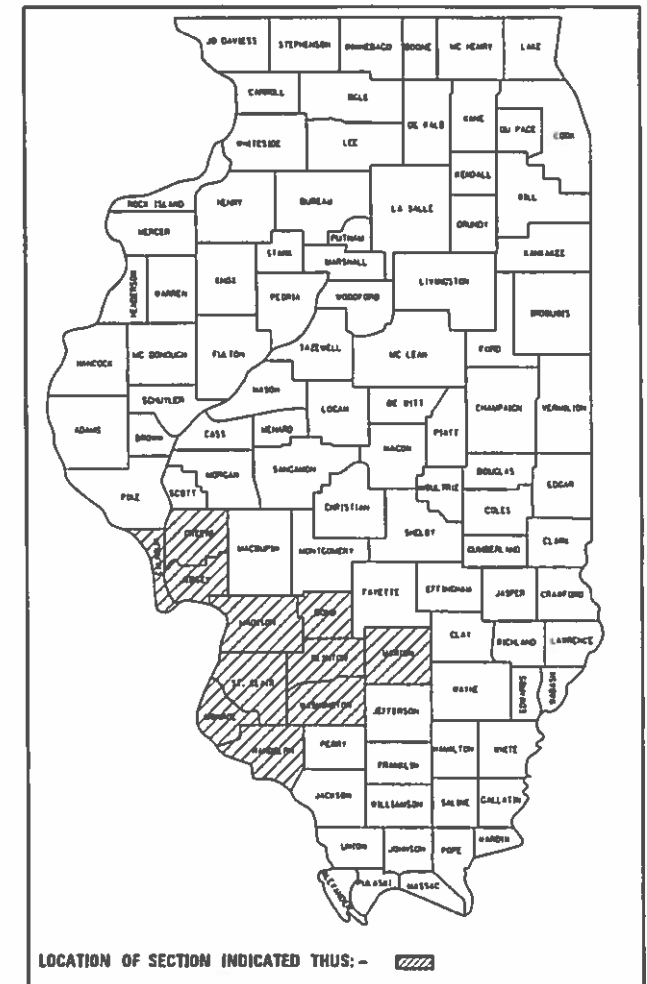 JO DAVIESS STEPHENSON WINNEBAGO BOONE MC HENRY LAKE
CARROLL OGLE DE KALB KANE DU PAGE COOK
WHITESIDE LEE
KENDALL WILL
ROCK ISLAND HENRY BUREAU LA SALLE GRUNDY
MERCER PUTNAM KANKAKEE
STARK MARSHALL
HENDERSON WARREN KNOX PEORIA WOODFORD LIVINGSTON IROQUOIS
HANCOCK MC DONOUGH FULTON TAZEWELL MC LEAN FORD
SCHUYLER MASON
ADAMS BROWN CASS MENARD LOGAN DE WITT PIATT CHAMPAIGN VERMILION
MACON
PIKE SCOTT MORGAN SANGAMON CHRISTIAN MOULTRIE DOUGLAS EDGAR
COLES
SHELBY
CALHOUN GREENE MACOUPIN MONTGOMERY CUMBERLAND CLARK
JERSEY
FAYETTE EFFINGHAM JASPER CRAWFORD
MADISON BOND
CLAY RICHLAND LAWRENCE
CLINTON MARION
ST. CLAIR
WASHINGTON WAYNE EDWARDS WABASH
MONROE JEFFERSON
RANDOLPH PERRY HAMILTON WHITE
FRANKLIN
JACKSON WILLIAMSON SALINE GALLATIN
UNION JOHNSON POPE HARDIN
ALEXANDER PULASKI MASSAC
LOCATION OF SECTION INDICATED THUS; -